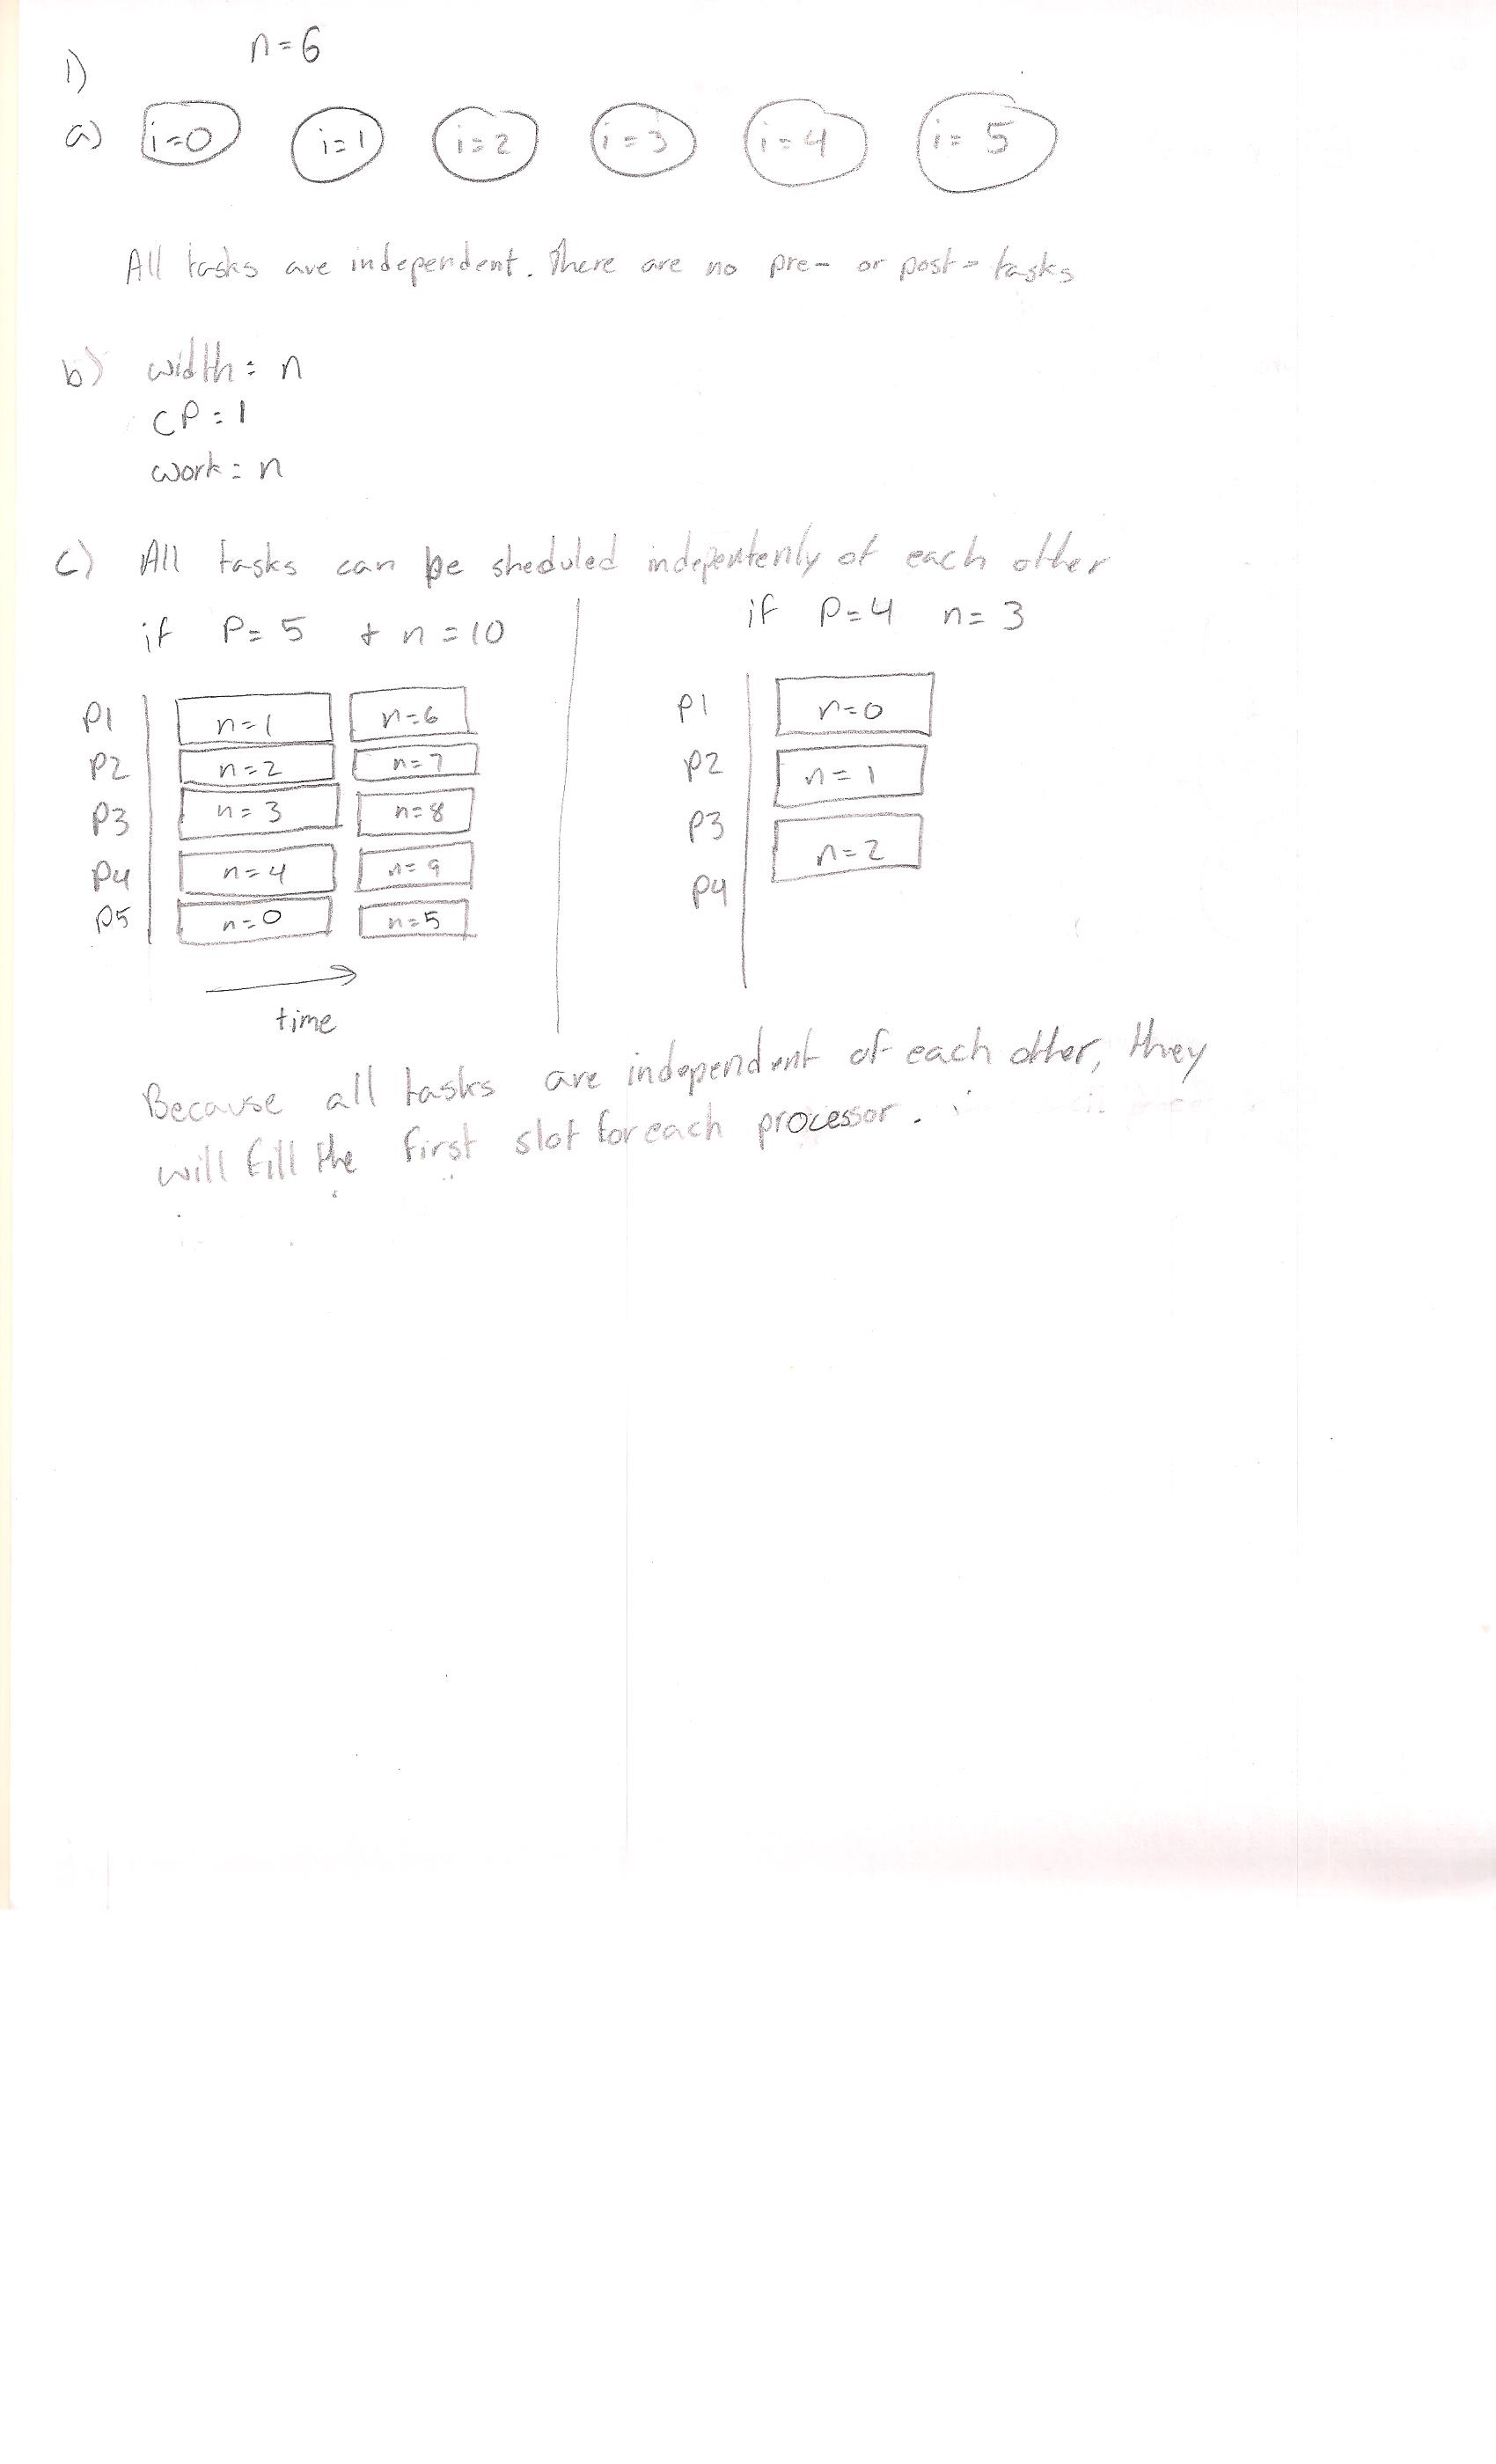 n=6
1)
a) i=0 i=1 i=2 i=3 i=4 i=5
All tasks are independent. There are no pre- or post- tasks
b) width = n
CP = 1
work = n
c) All tasks can be sheduled indepentenly of each other
if P=5 + n=10
P1 n=1 n=6
P2 n=2 n=7
P3 n=3 n=8
P4 n=4 n=9
P5 n=0 n=5
time
if P=4 n=3
P1 n=0
P2 n=1
P3 n=2
P4
Because all tasks are independent of each other, they
will fill the first slot for each processor.